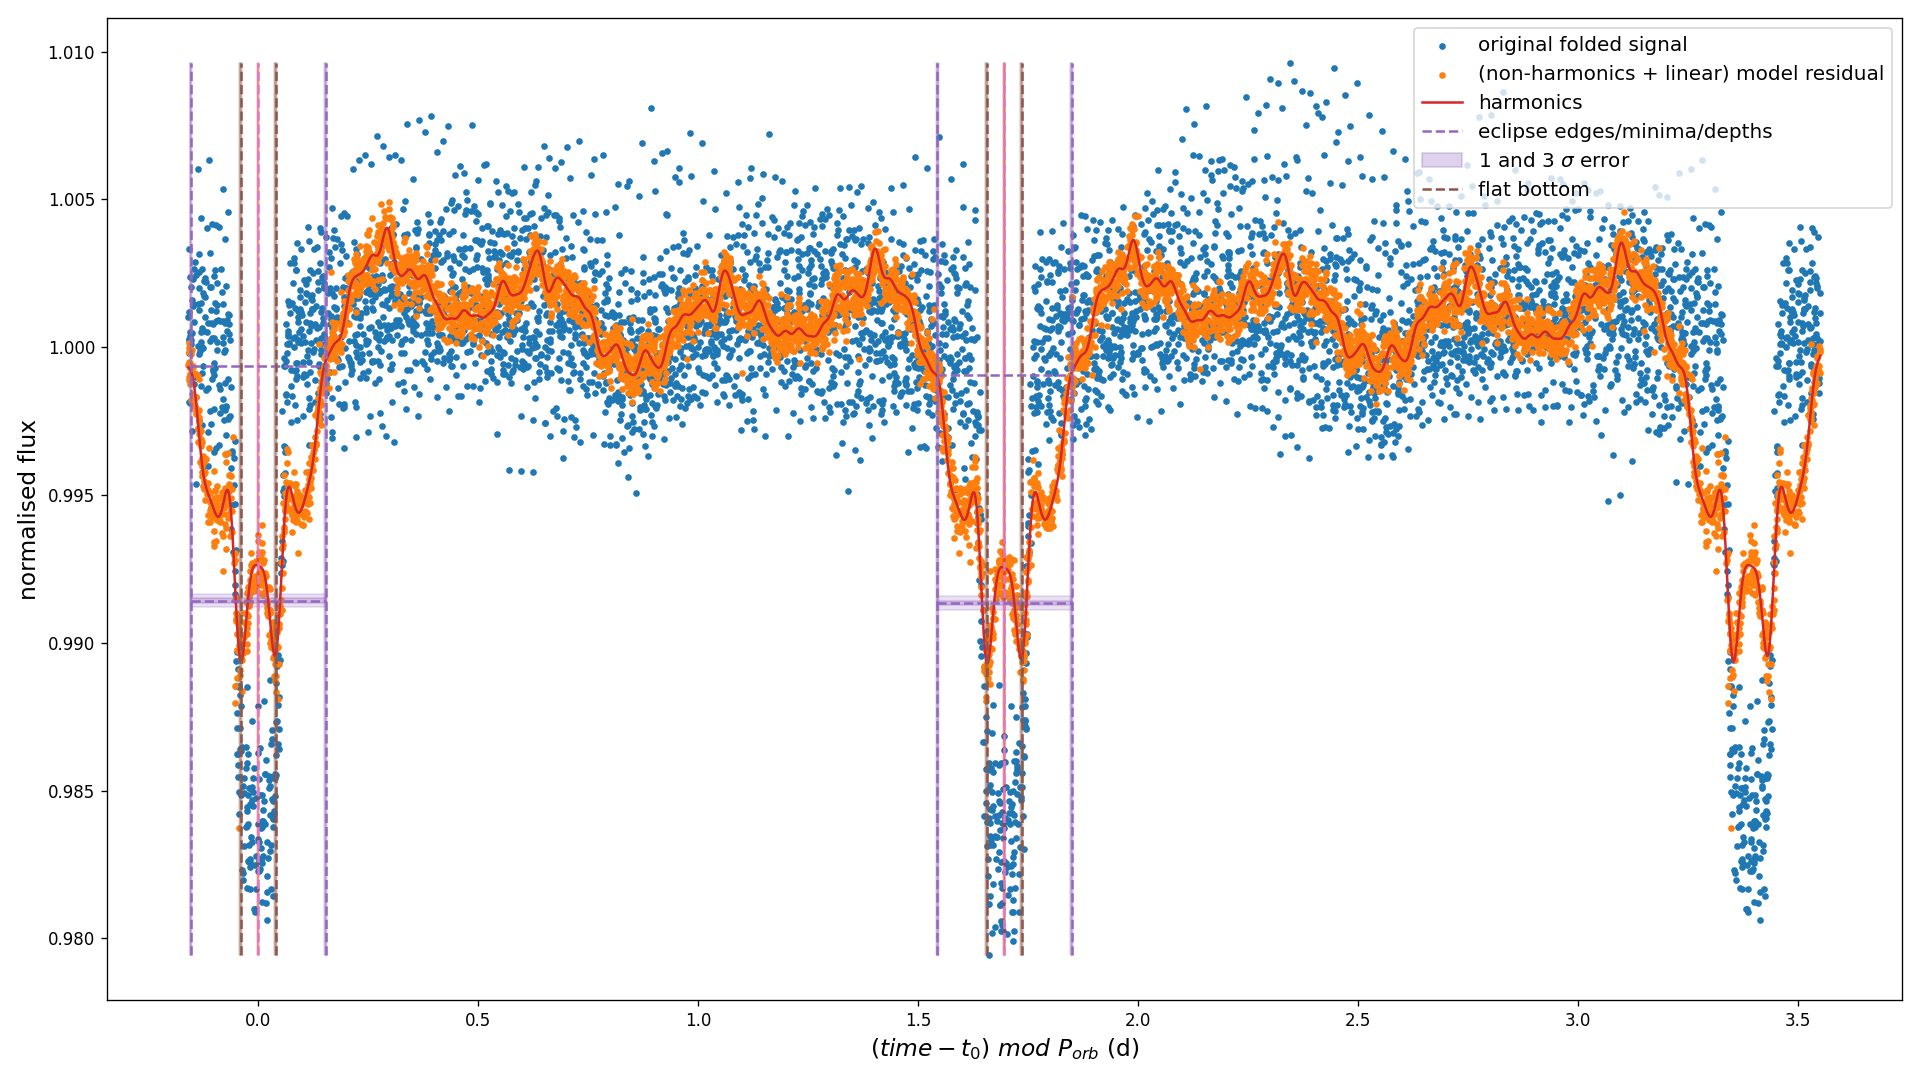 1.010
1.005
1.000
0.995
0.990
0.985
0.980
normalised flux
original folded signal
(non-harmonics + linear) model residual
harmonics
eclipse edges/minima/depths
1 and 3 σ error
flat bottom
0.0 0.5 1.0 1.5 2.0 2.5 3.0 3.5
(time − t₀) mod Pₒᵣb (d)